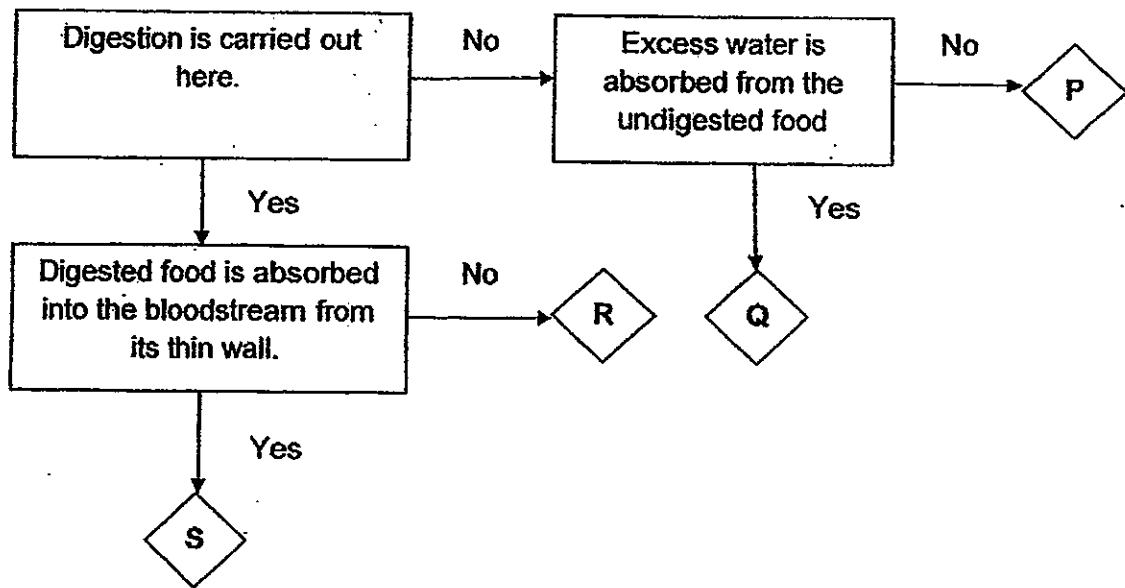 Digestion is carried out
here.
No
Excess water is
absorbed from the
undigested food
No
P
Yes
Yes
Digested food is absorbed
into the bloodstream from
its thin wall.
No
R
Q
Yes
S